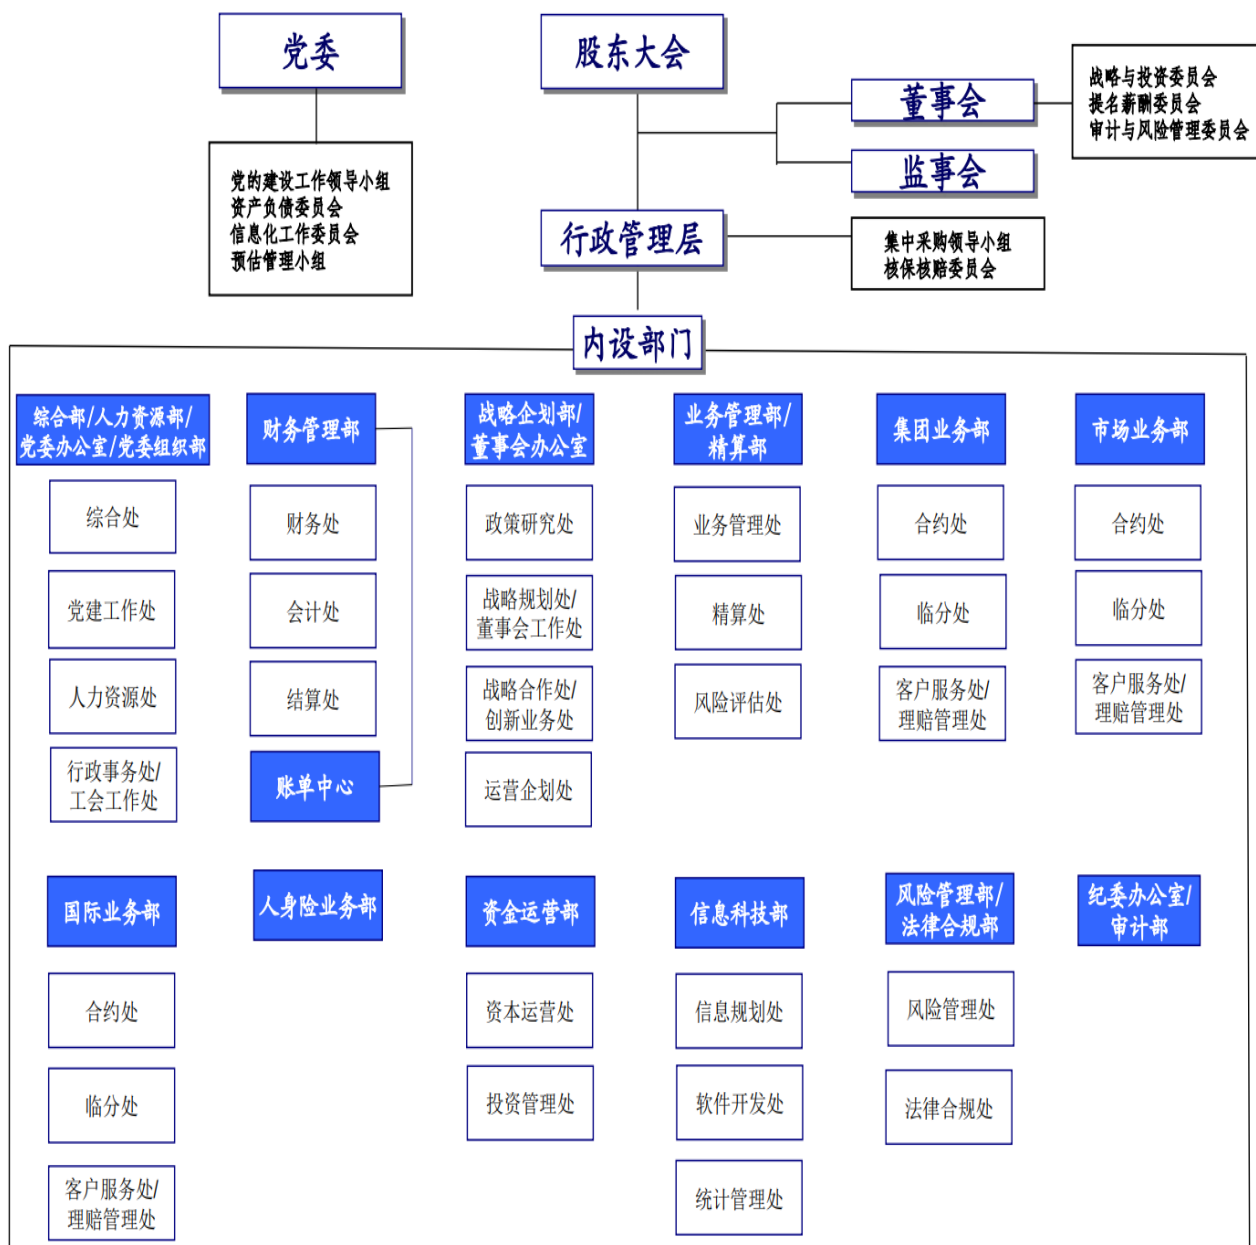 党委
股东大会
董事会
战略与投资委员会
提名薪酬委员会
审计与风险管理委员会
监事会
党的建设工作领导小组
资产负债委员会
信息化工作委员会
预估管理小组
行政管理层
集中采购领导小组
核保核赔委员会
内设部门
综合部/人力资源部/
党委办公室/党委组织部
综合处
党建工作处
人力资源处
行政事务处/
工会工作处
财务管理部
财务处
会计处
结算处
账单中心
战略企划部/
董事会办公室
政策研究处
战略规划处/
董事会工作处
战略合作处/
创新业务处
运营企划处
业务管理部/
精算部
业务管理处
精算处
风险评估处
集团业务部
合约处
临分处
客户服务处/
理赔管理处
市场业务部
合约处
临分处
客户服务处/
理赔管理处
国际业务部
合约处
临分处
客户服务处/
理赔管理处
人身险业务部
资金运营部
资本运营处
投资管理处
信息科技部
信息规划处
软件开发处
统计管理处
风险管理部/
法律合规部
风险管理处
法律合规处
纪委办公室/
审计部